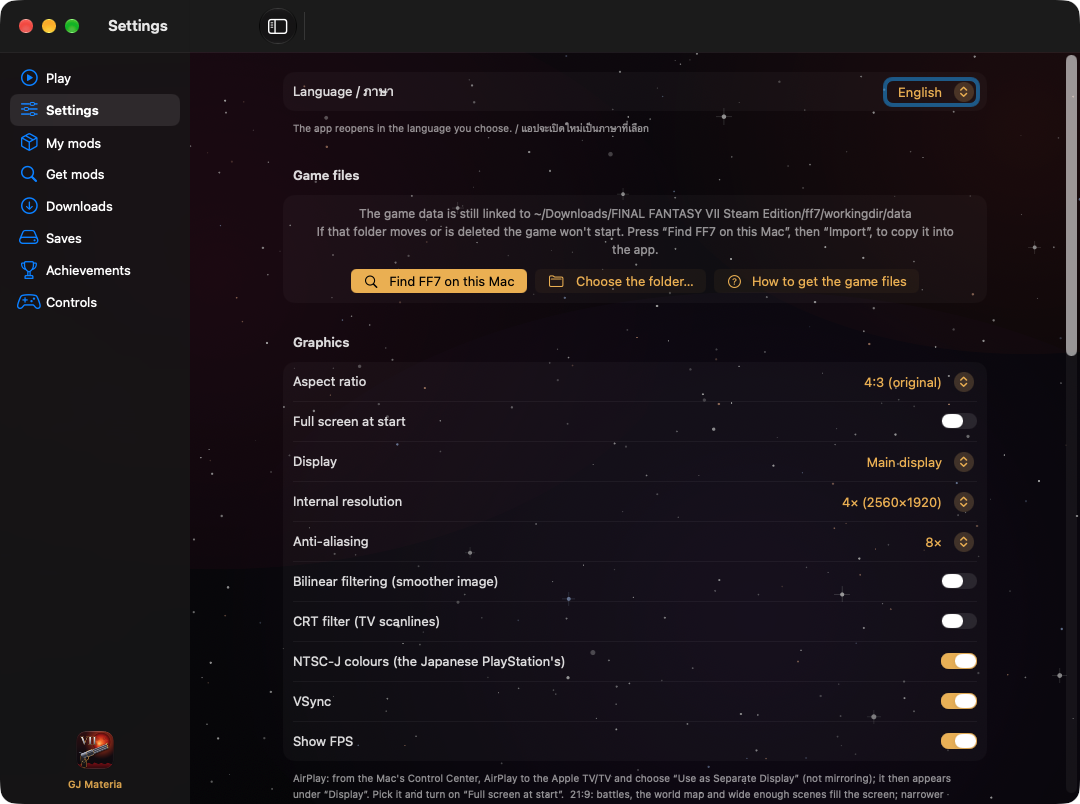 Settings
Play
Settings
My mods
Get mods
Downloads
Saves
Achievements
Controls
VII
GJ Materia
Language / ภาษา
English
The app reopens in the language you choose. / แอปจะเปิดใหม่เป็นภาษาที่เลือก
Game files
The game data is still linked to ~/Downloads/FINAL FANTASY VII Steam Edition/ff7/workingdir/data
If that folder moves or is deleted the game won't start. Press “Find FF7 on this Mac”, then “Import”, to copy it into
the app.
Find FF7 on this Mac
Choose the folder…
How to get the game files
Graphics
Aspect ratio
4:3 (original)
Full screen at start
Display
Main display
Internal resolution
4× (2560×1920)
Anti-aliasing
8×
Bilinear filtering (smoother image)
CRT filter (TV scanlines)
NTSC-J colours (the Japanese PlayStation's)
VSync
Show FPS
AirPlay: from the Mac's Control Center, AirPlay to the Apple TV/TV and choose “Use as Separate Display” (not mirroring); it then appears
under “Display”. Pick it and turn on “Full screen at start”. 21:9: battles, the world map and wide enough scenes fill the screen; narrower